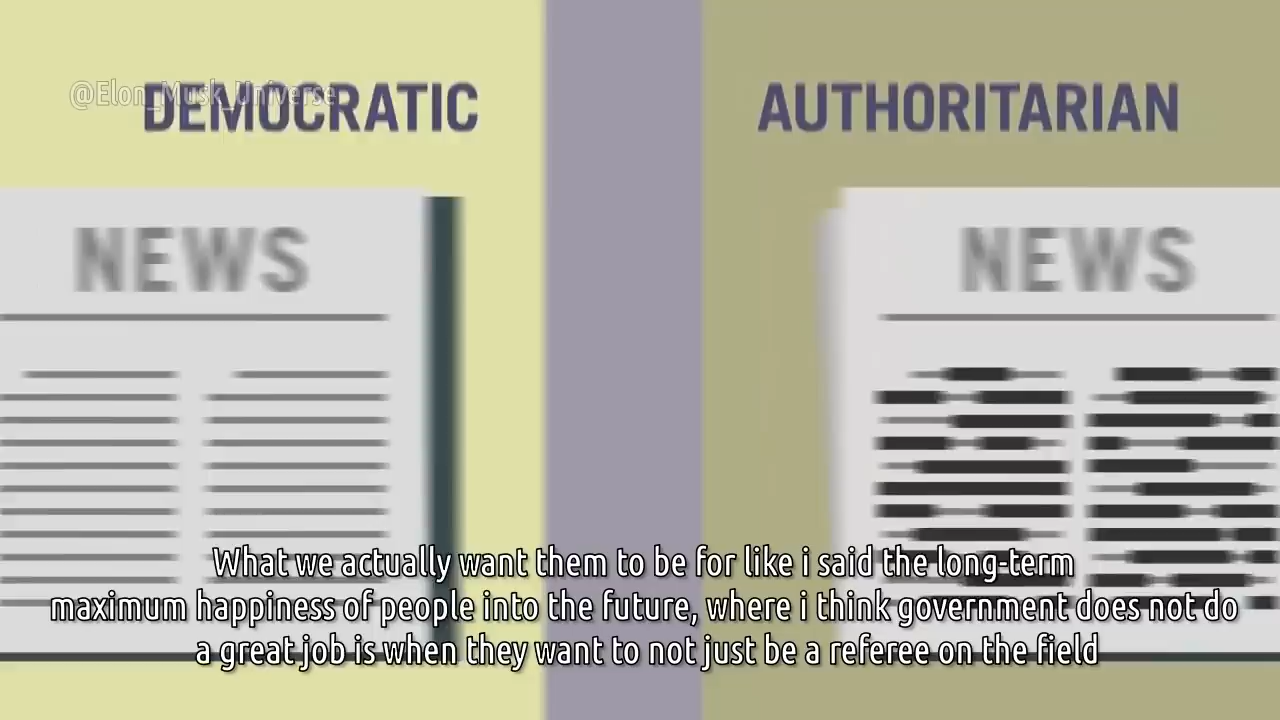 @Elon_Musk_Universe
DEMOCRATIC
AUTHORITARIAN
NEWS
NEWS
What we actually want them to be for like i said the long-term
maximum happiness of people into the future, where i think government does not do
a great job is when they want to not just be a referee on the field